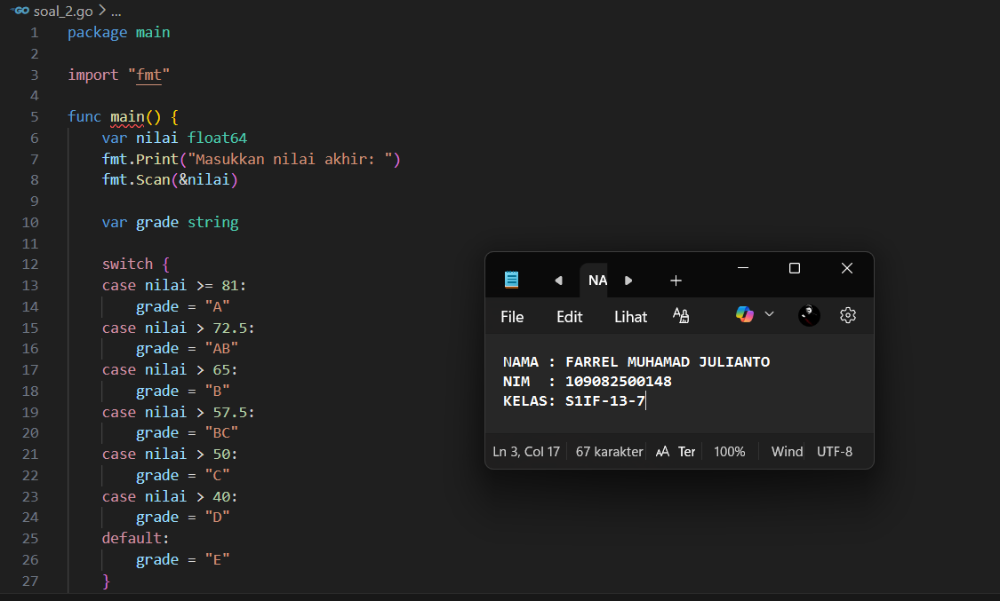 GO soal_2.go > ...
1 package main
2
3 import "fmt"
4
5 func main() {
6 var nilai float64
7 fmt.Print("Masukkan nilai akhir: ")
8 fmt.Scan(&nilai)
9
10 var grade string
11
12 switch {
13 case nilai >= 81:
14 grade = "A"
15 case nilai > 72.5:
16 grade = "AB"
17 case nilai > 65:
18 grade = "B"
19 case nilai > 57.5:
20 grade = "BC"
21 case nilai > 50:
22 grade = "C"
23 case nilai > 40:
24 grade = "D"
25 default:
26 grade = "E"
27 }
NA
File Edit Lihat
NAMA : FARREL MUHAMAD JULIANTO
NIM : 109082500148
KELAS: S1IF-13-7
Ln 3, Col 17 67 karakter Ter 100% Wind UTF-8